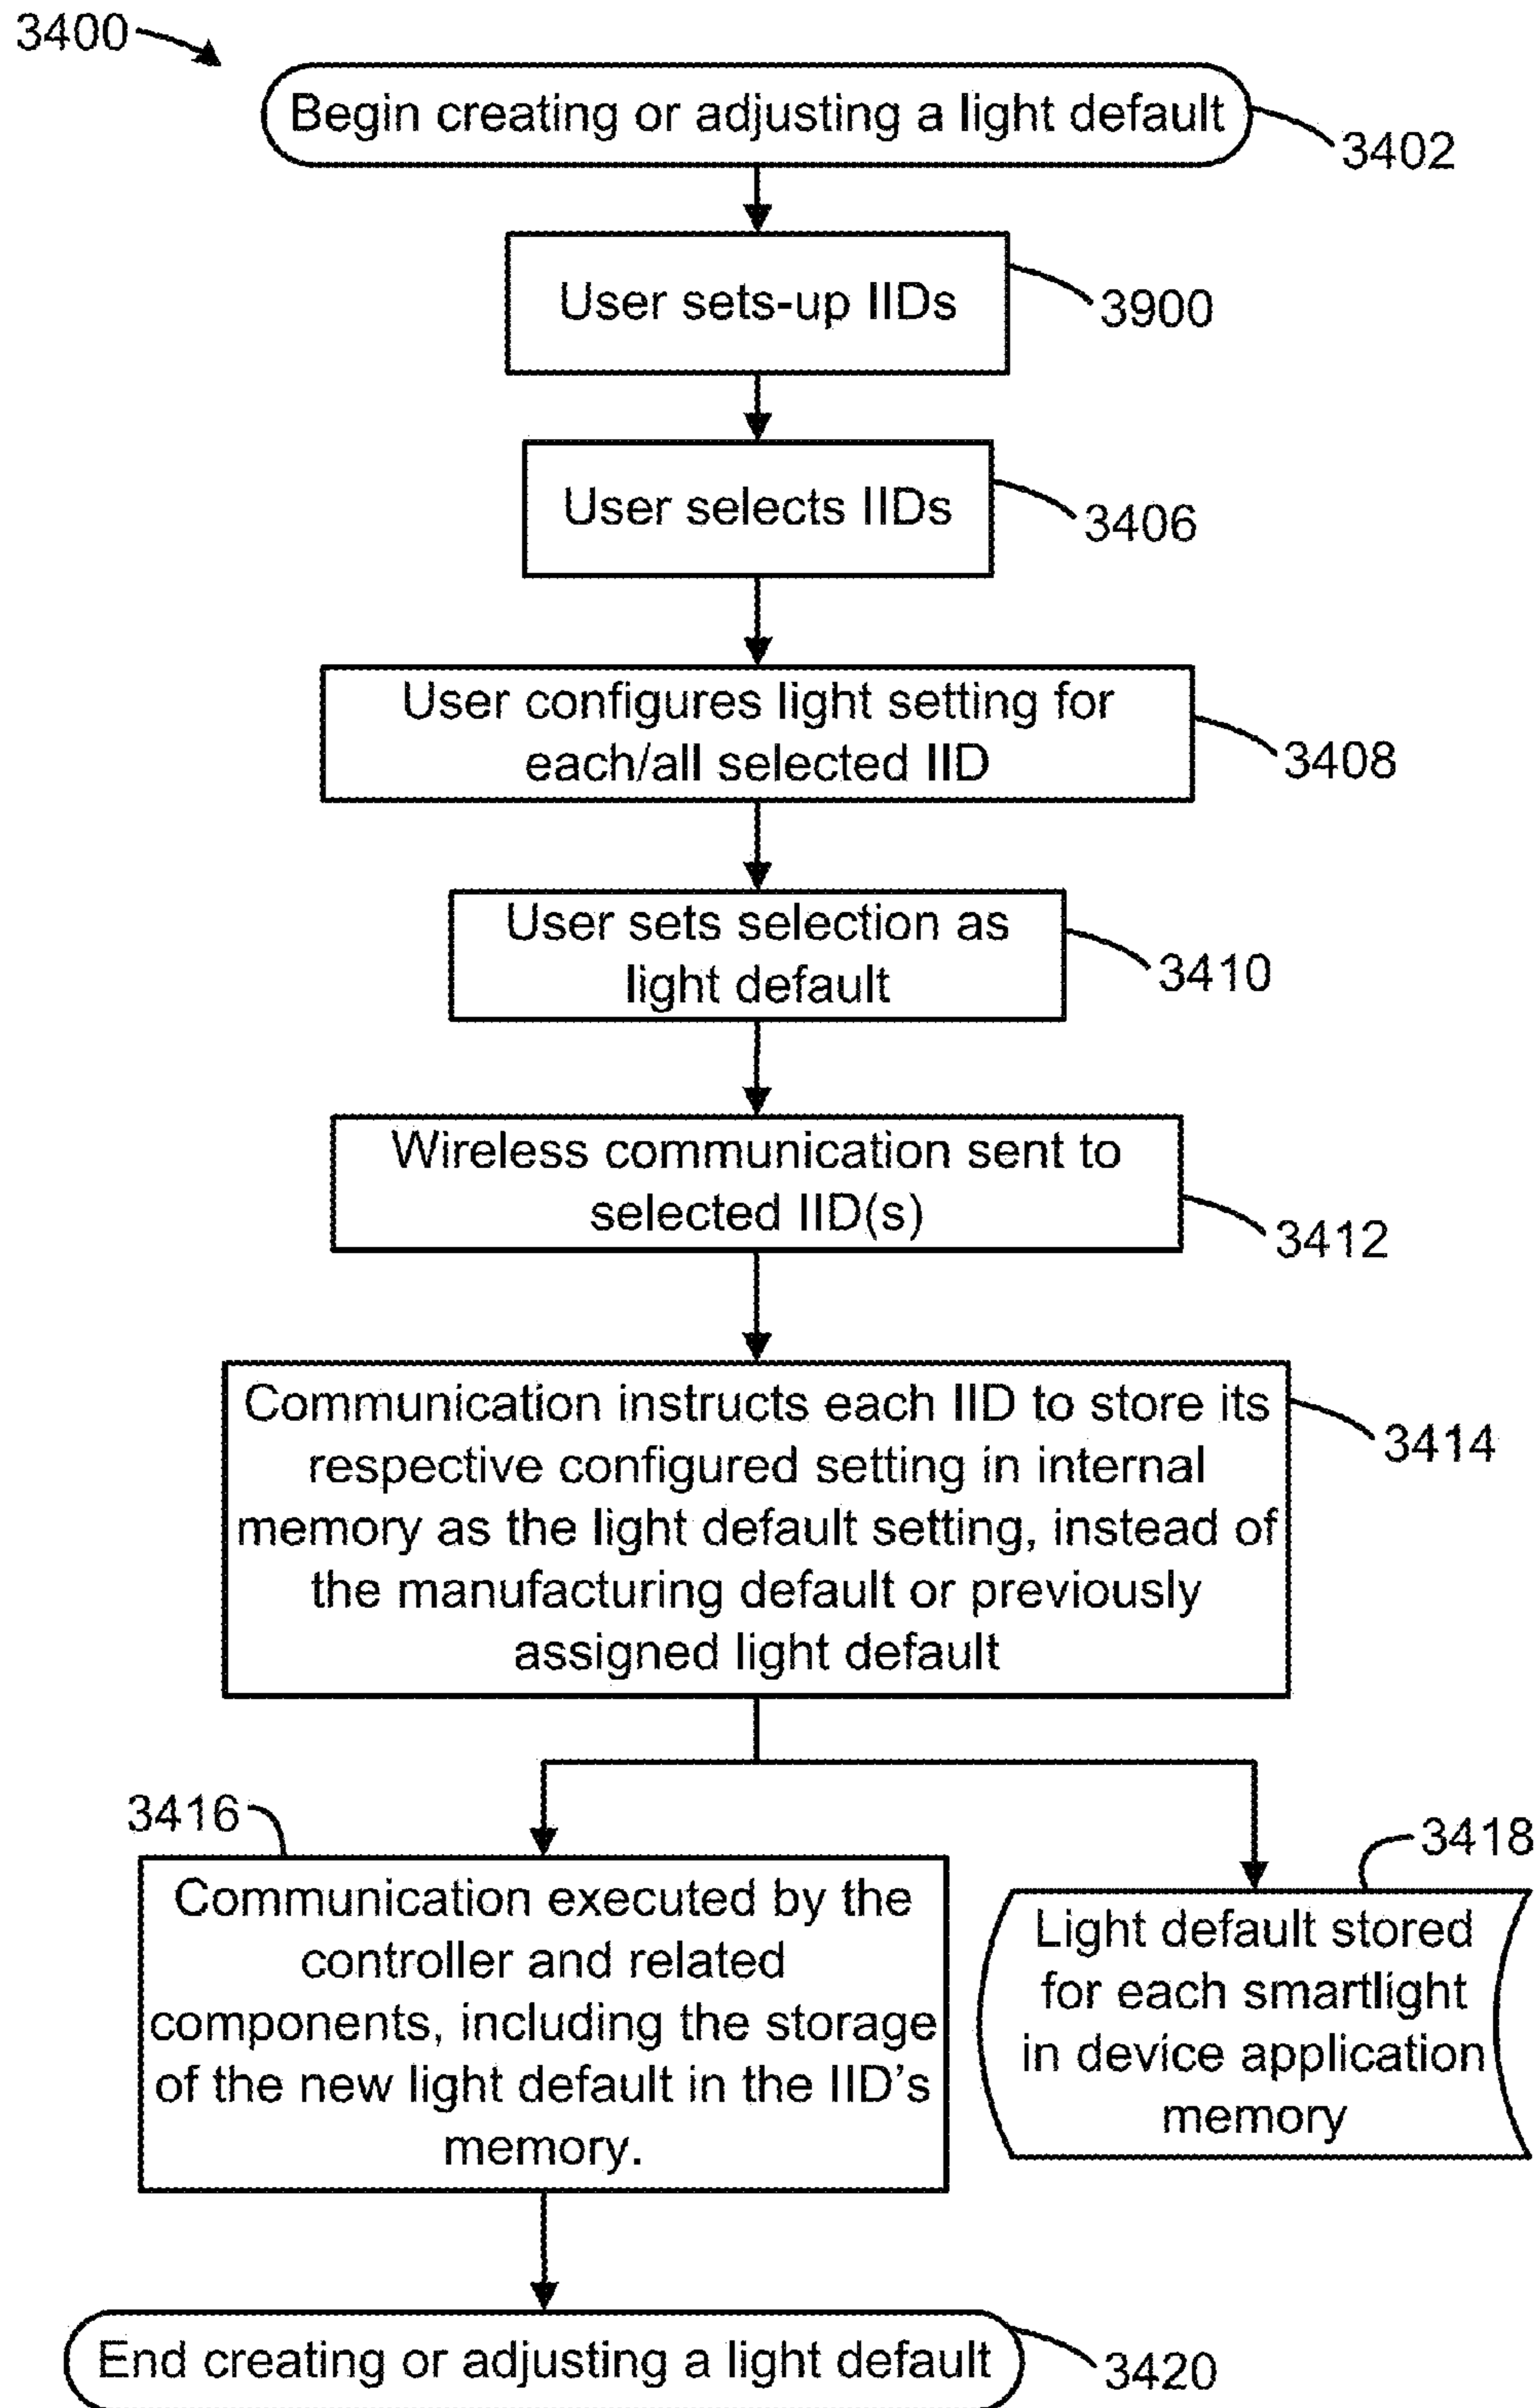 3400
Begin creating or adjusting a light default
3402
User sets-up IIDs
3900
User selects IIDs
3406
User configures light setting for
each/all selected IID
3408
User sets selection as
light default
3410
Wireless communication sent to
selected IID(s)
3412
Communication instructs each IID to store its
respective configured setting in internal
memory as the light default setting, instead of
the manufacturing default or previously
assigned light default
3414
3416
Communication executed by the
controller and related
components, including the storage
of the new light default in the IID's
memory.
3418
Light default stored
for each smartlight
in device application
memory
End creating or adjusting a light default
3420